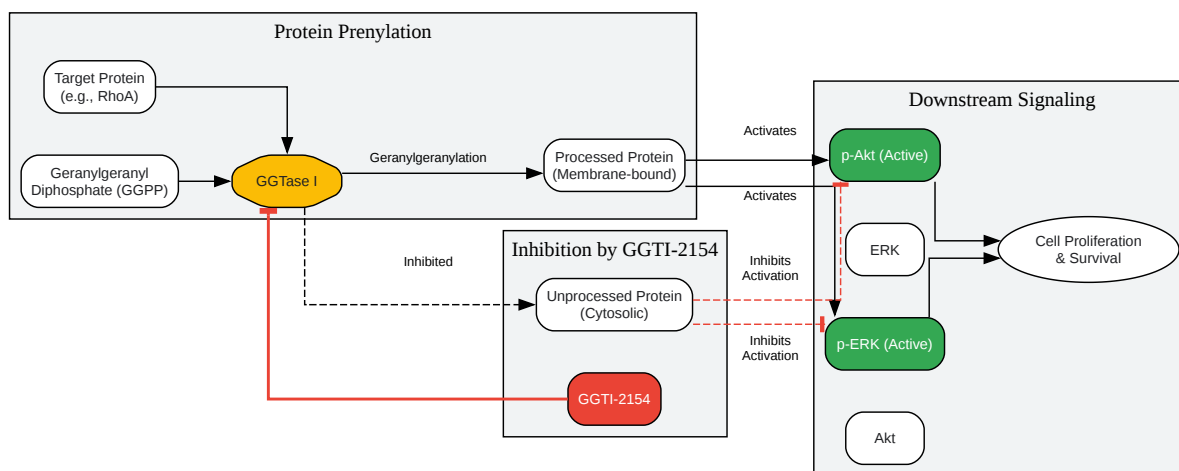 Protein Prenylation
Target Protein
(e.g., RhoA)
Geranylgeranyl
Diphosphate (GGPP)
GGTase I
Geranylgeranylation
Processed Protein
(Membrane-bound)
Inhibited
Inhibition by GGTI-2154
Unprocessed Protein
(Cytosolic)
GGTI-2154
Activates
Activates
Inhibits
Activation
Inhibits
Activation
Downstream Signaling
p-Akt (Active)
ERK
p-ERK (Active)
Akt
Cell Proliferation
& Survival